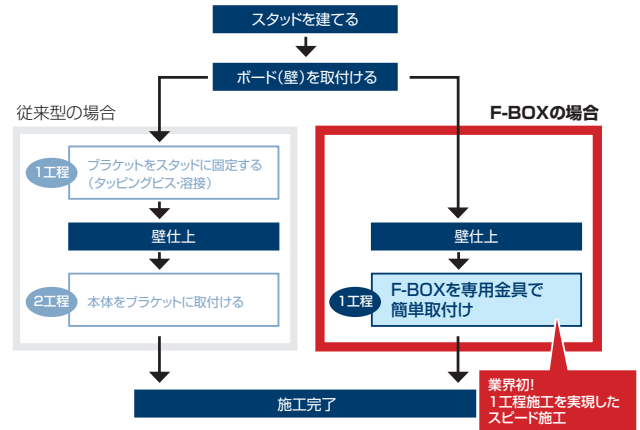 スタッドを建てる
ボード(壁)を取付ける
従来型の場合
1工程
ブラケットをスタッドに固定する
(タッピングビス・溶接)
壁仕上
2工程
本体をブラケットに取付ける
F-BOXの場合
壁仕上
1工程
F-BOXを専用金具で
簡単取付け
業界初!
1工程施工を実現した
スピード施工
施工完了